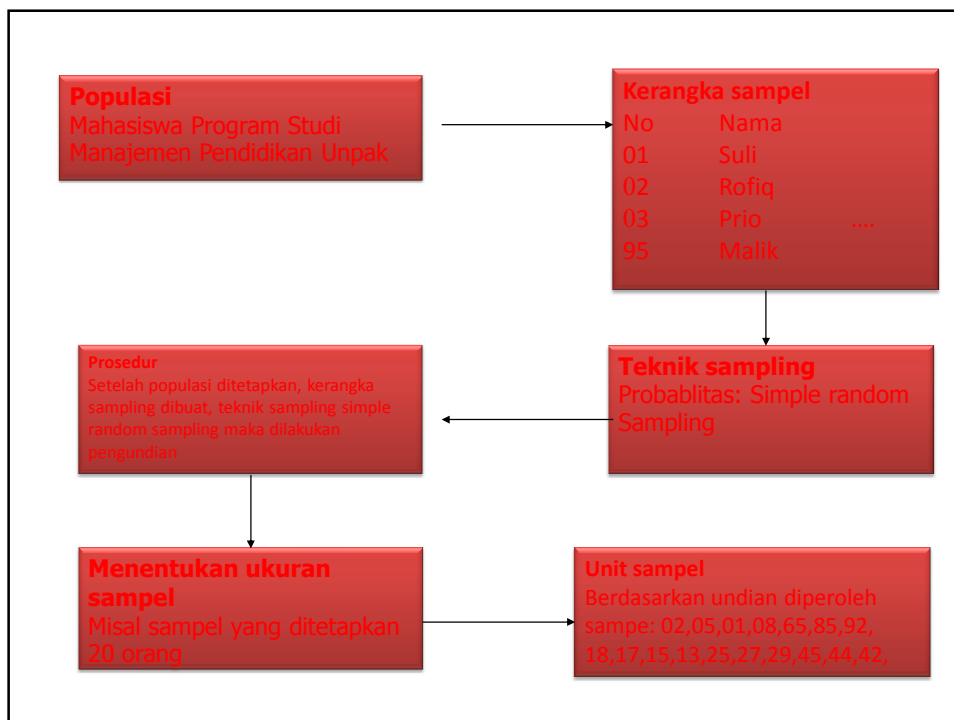 Populasi
Mahasiswa Program Studi
Manajemen Pendidikan Unpak
Kerangka sampel
No Nama
01 Suli
02 Rofiq
03 Prio ....
95 Malik
Teknik sampling
Probablitas: Simple random
Sampling
Prosedur
Setelah populasi ditetapkan, kerangka
sampling dibuat, teknik sampling simple
random sampling maka dilakukan
pengundian
Menentukan ukuran
sampel
Misal sampel yang ditetapkan
20 orang
Unit sampel
Berdasarkan undian diperoleh
sampe: 02,05,01,08,65,85,92,
18,17,15,13,25,27,29,45,44,42,